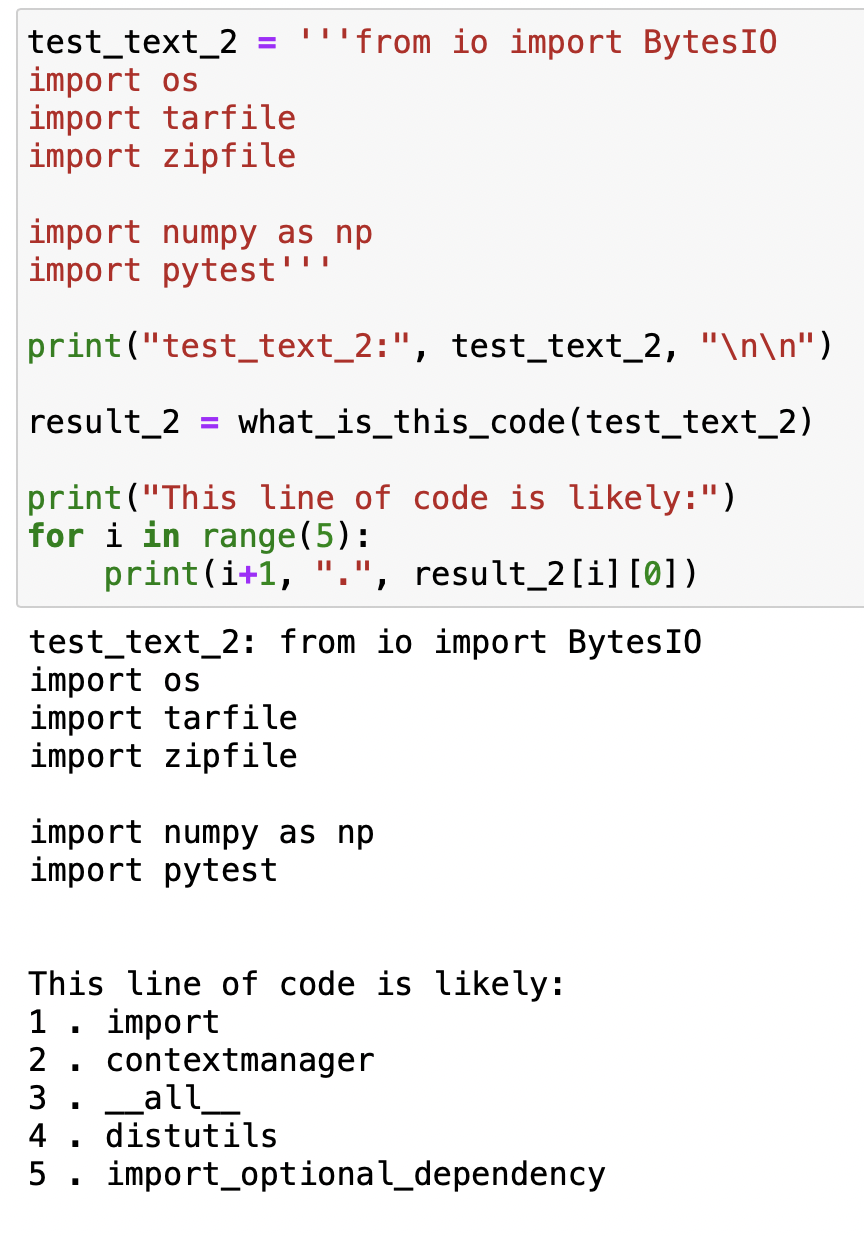 test_text_2 = '''from io import BytesIO
import os
import tarfile
import zipfile

import numpy as np
import pytest'''

print("test_text_2:", test_text_2, "\n\n")

result_2 = what_is_this_code(test_text_2)

print("This line of code is likely:")
for i in range(5):
    print(i+1, ".", result_2[i][0])
test_text_2: from io import BytesIO
import os
import tarfile
import zipfile

import numpy as np
import pytest


This line of code is likely:
1 . import
2 . contextmanager
3 . __all__
4 . distutils
5 . import_optional_dependency